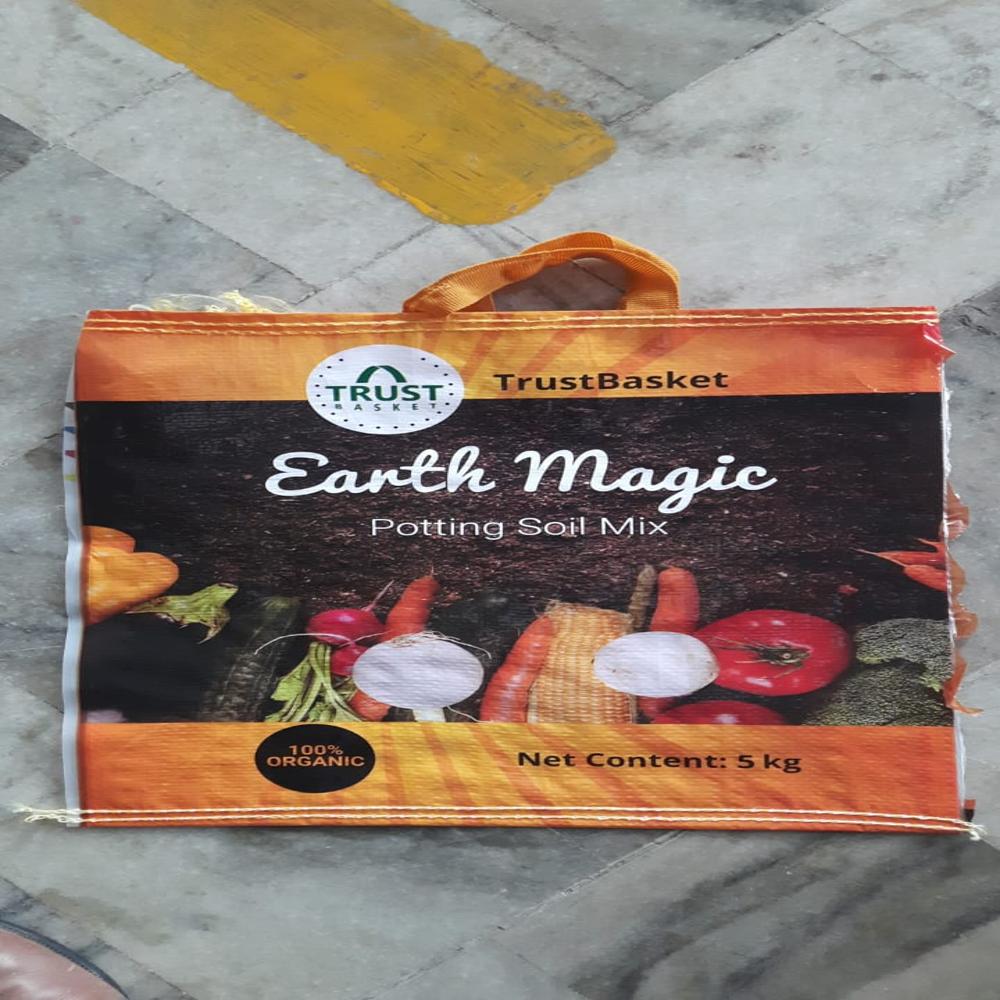 TRUST
BASKET
TrustBasket
Earth Magic
Potting Soil Mix
100%
ORGANIC
Net Content: 5 kg